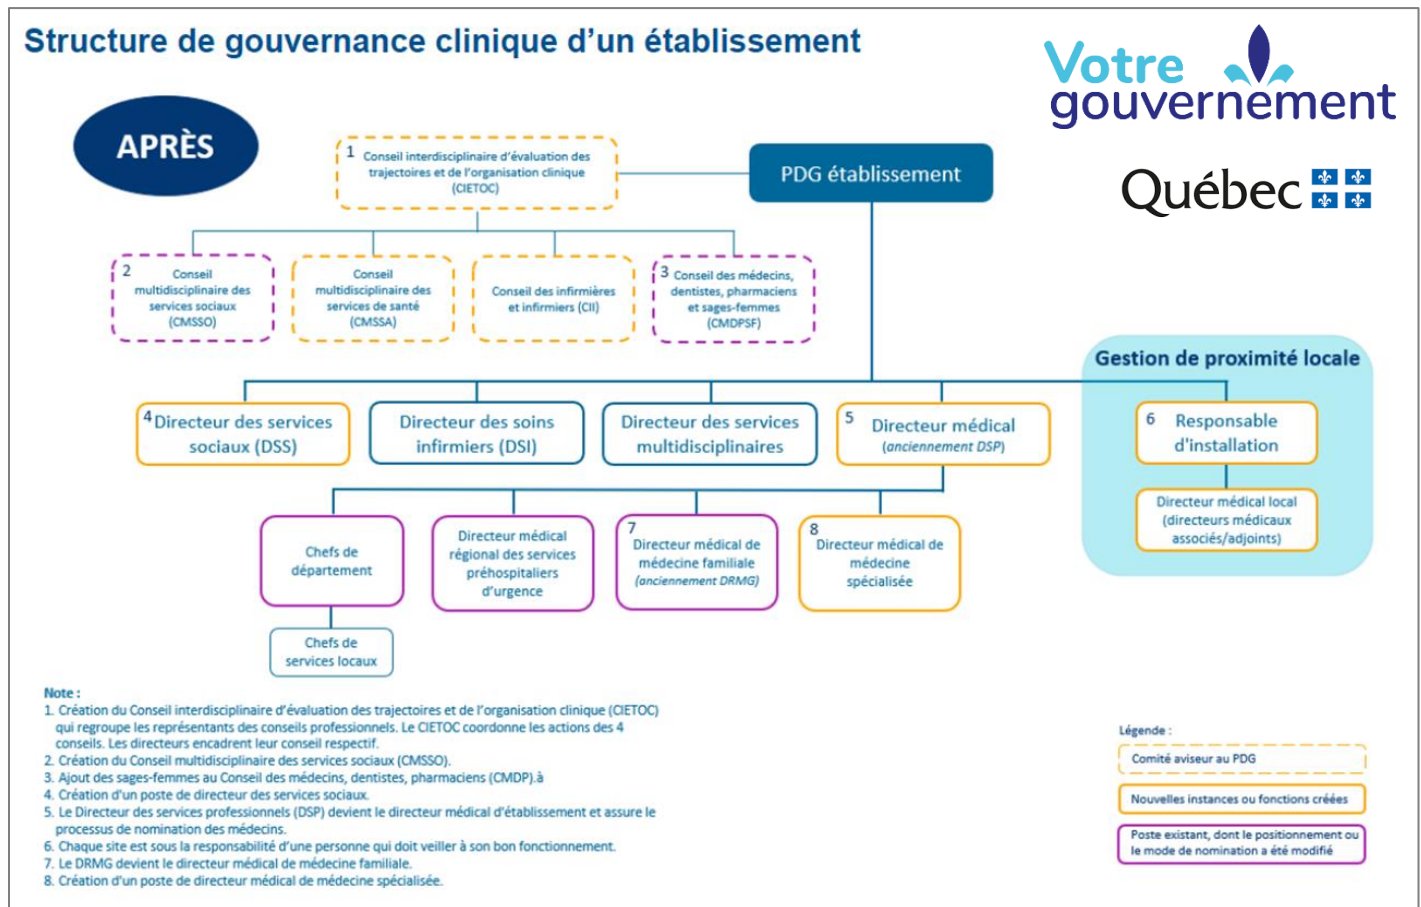 Structure de gouvernance clinique d'un établissement
Votre
gouvernement
Québec
APRÈS
1
Conseil interdisciplinaire d'évaluation des
trajectoires et de l'organisation clinique
(CIETOC)
PDG établissement
2
Conseil
multidisciplinaire des
services sociaux
(CMSSO)
Conseil
multidisciplinaire des
services de santé
(CMSSA)
Conseil des infirmières
et infirmiers (CII)
3
Conseil des médecins,
dentistes, pharmaciens
et sages-femmes
(CMDPSF)
Gestion de proximité locale
4
Directeur des services
sociaux (DSS)
Directeur des soins
infirmiers (DSI)
Directeur des services
multidisciplinaires
5
Directeur médical
(anciennement DSP)
6
Responsable
d'installation
Directeur médical local
(directeurs médicaux
associés/adjoints)
Chefs de
département
Directeur médical
régional des services
préhospitaliers
d'urgence
7
Directeur médical de
médecine familiale
(anciennement DRMG)
8
Directeur médical de
médecine
spécialisée
Chefs de
services locaux
Note :
1. Création du Conseil interdisciplinaire d'évaluation des trajectoires et de l'organisation clinique (CIETOC)
qui regroupe les représentants des conseils professionnels. Le CIETOC coordonne les actions des 4
conseils. Les directeurs encadrent leur conseil respectif.
2. Création du Conseil multidisciplinaire des services sociaux (CMSSO).
3. Ajout des sages-femmes au Conseil des médecins, dentistes, pharmaciens (CMDP).à
4. Création d'un poste de directeur des services sociaux.
5. Le Directeur des services professionnels (DSP) devient le directeur médical d'établissement et assure le
processus de nomination des médecins.
6. Chaque site est sous la responsabilité d'une personne qui doit veiller à son bon fonctionnement.
7. Le DRMG devient le directeur médical de médecine familiale.
8. Création d'un poste de directeur médical de médecine spécialisée.
Légende :
Comité aviseur au PDG
Nouvelles instances ou fonctions créées
Poste existant, dont le positionnement ou
le mode de nomination a été modifié